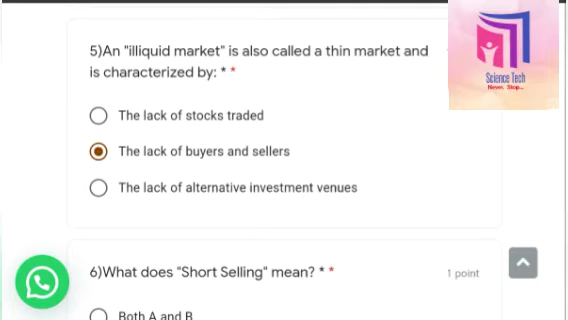 5)An "illiquid market" is also called a thin market and
is characterized by: * *
The lack of stocks traded
The lack of buyers and sellers
The lack of alternative investment venues
6)What does "Short Selling" mean? * *
1 point
Both A and B
Science Tech
Never. Stop...